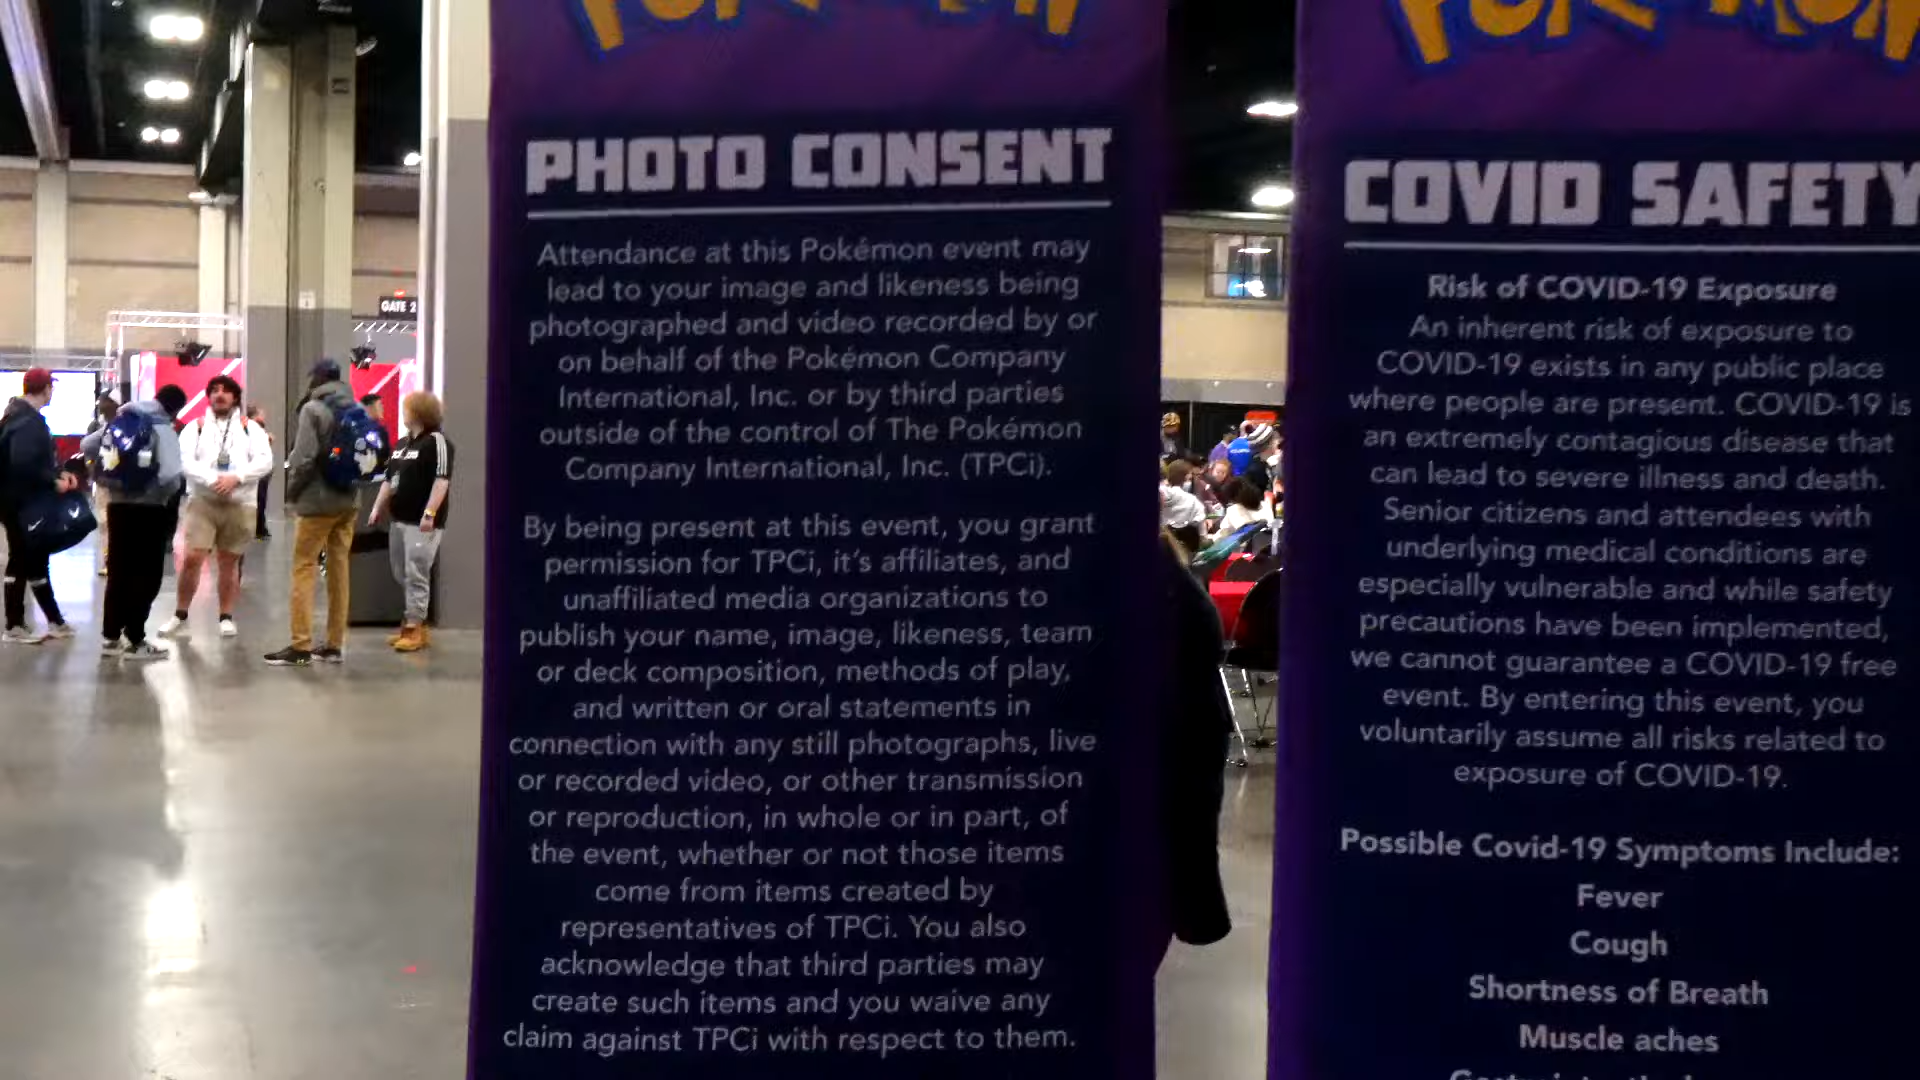 POKÉMON
PHOTO CONSENT
Attendance at this Pokémon event may
lead to your image and likeness being
photographed and video recorded by or
on behalf of the Pokémon Company
International, Inc. or by third parties
outside of the control of The Pokémon
Company International, Inc. (TPCi).
By being present at this event, you grant
permission for TPCi, it's affiliates, and
unaffiliated media organizations to
publish your name, image, likeness, team
or deck composition, methods of play,
and written or oral statements in
connection with any still photographs, live
or recorded video, or other transmission
or reproduction, in whole or in part, of
the event, whether or not those items
come from items created by
representatives of TPCi. You also
acknowledge that third parties may
create such items and you waive any
claim against TPCi with respect to them.
POKÉMON
COVID SAFETY
Risk of COVID-19 Exposure
An inherent risk of exposure to
COVID-19 exists in any public place
where people are present. COVID-19 is
an extremely contagious disease that
can lead to severe illness and death.
Senior citizens and attendees with
underlying medical conditions are
especially vulnerable and while safety
precautions have been implemented,
we cannot guarantee a COVID-19 free
event. By entering this event, you
voluntarily assume all risks related to
exposure of COVID-19.
Possible Covid-19 Symptoms Include:
Fever
Cough
Shortness of Breath
Muscle aches
GATE 2